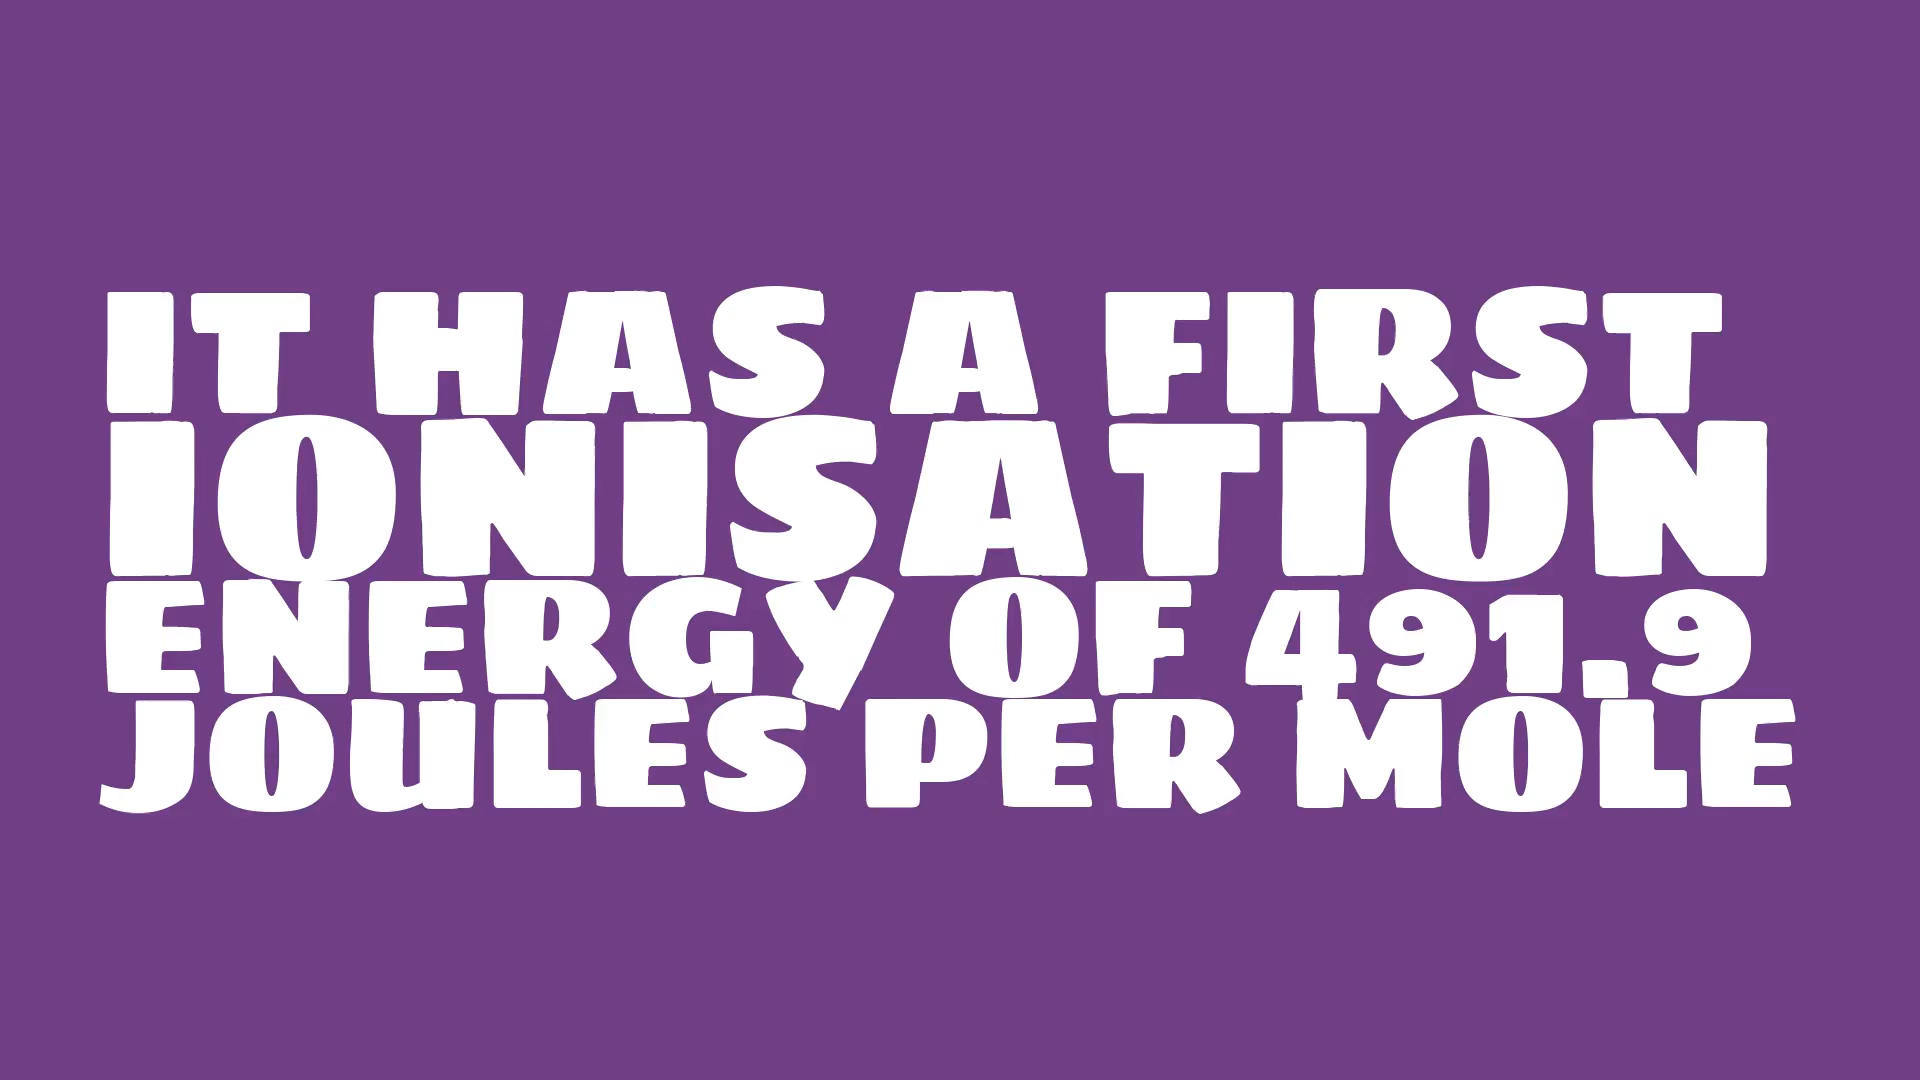 IT HAS A FIRST
IONISATION
ENERGY OF 491.9
JOULES PER MOLE